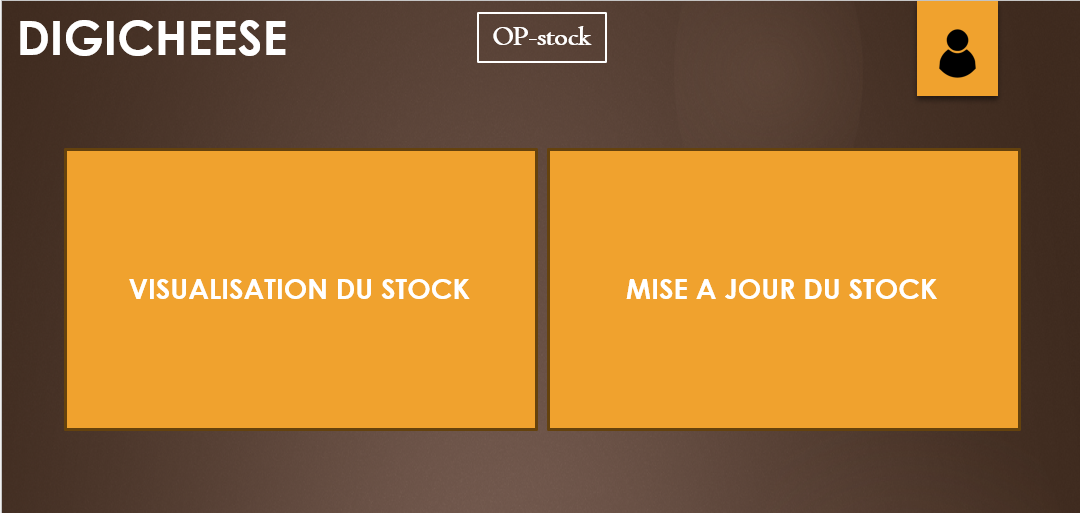 DIGICHEESE
OP-stock
VISUALISATION DU STOCK
MISE A JOUR DU STOCK